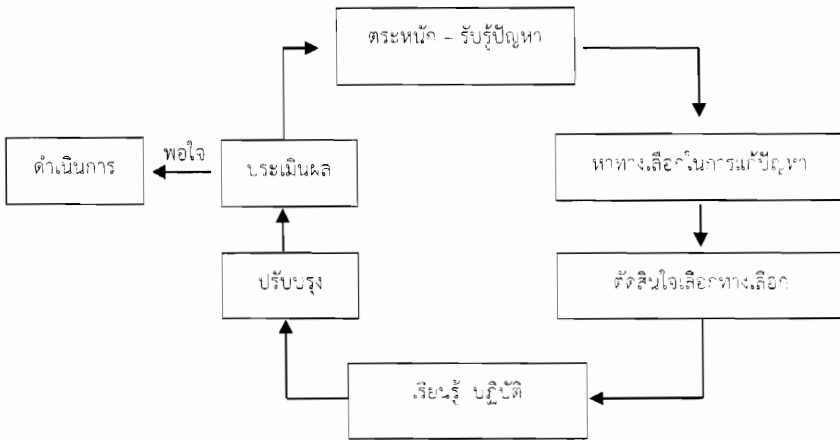 ตระหนัก – รับรู้ปัญหา
พอใจ
ดำเนินการ
ประเมินผล
หาทางเลือกในการแก้ปัญหา
ปรับปรุง
ตัดสินใจเลือกทางเลือก
เรียนรู้ ปฏิบัติ